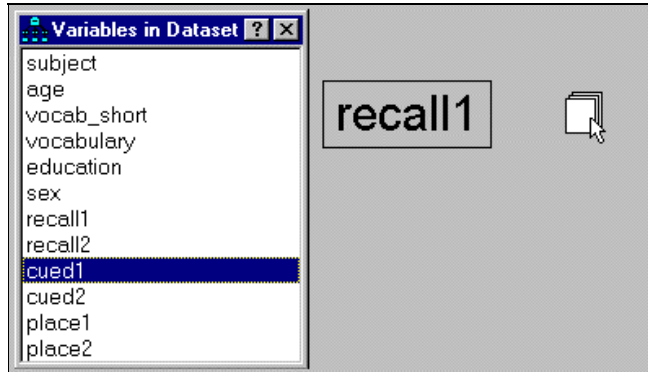 Variables in Dataset ? ×
subject
age
vocab_short
vocabulary
education
sex
recall1
recall2
cued1
cued2
place1
place2
recall1